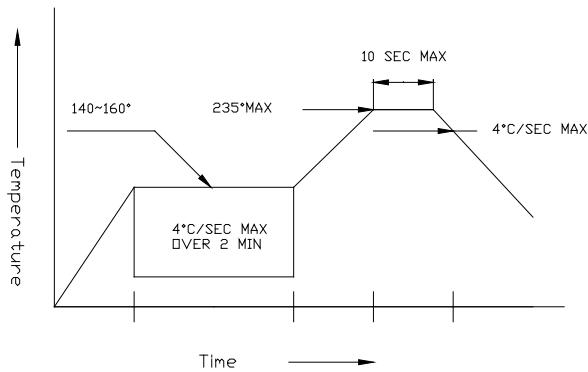 10 SEC MAX
140~160°
235°MAX
4°C/SEC MAX
Temperature
4°C/SEC MAX
OVER 2 MIN
Time